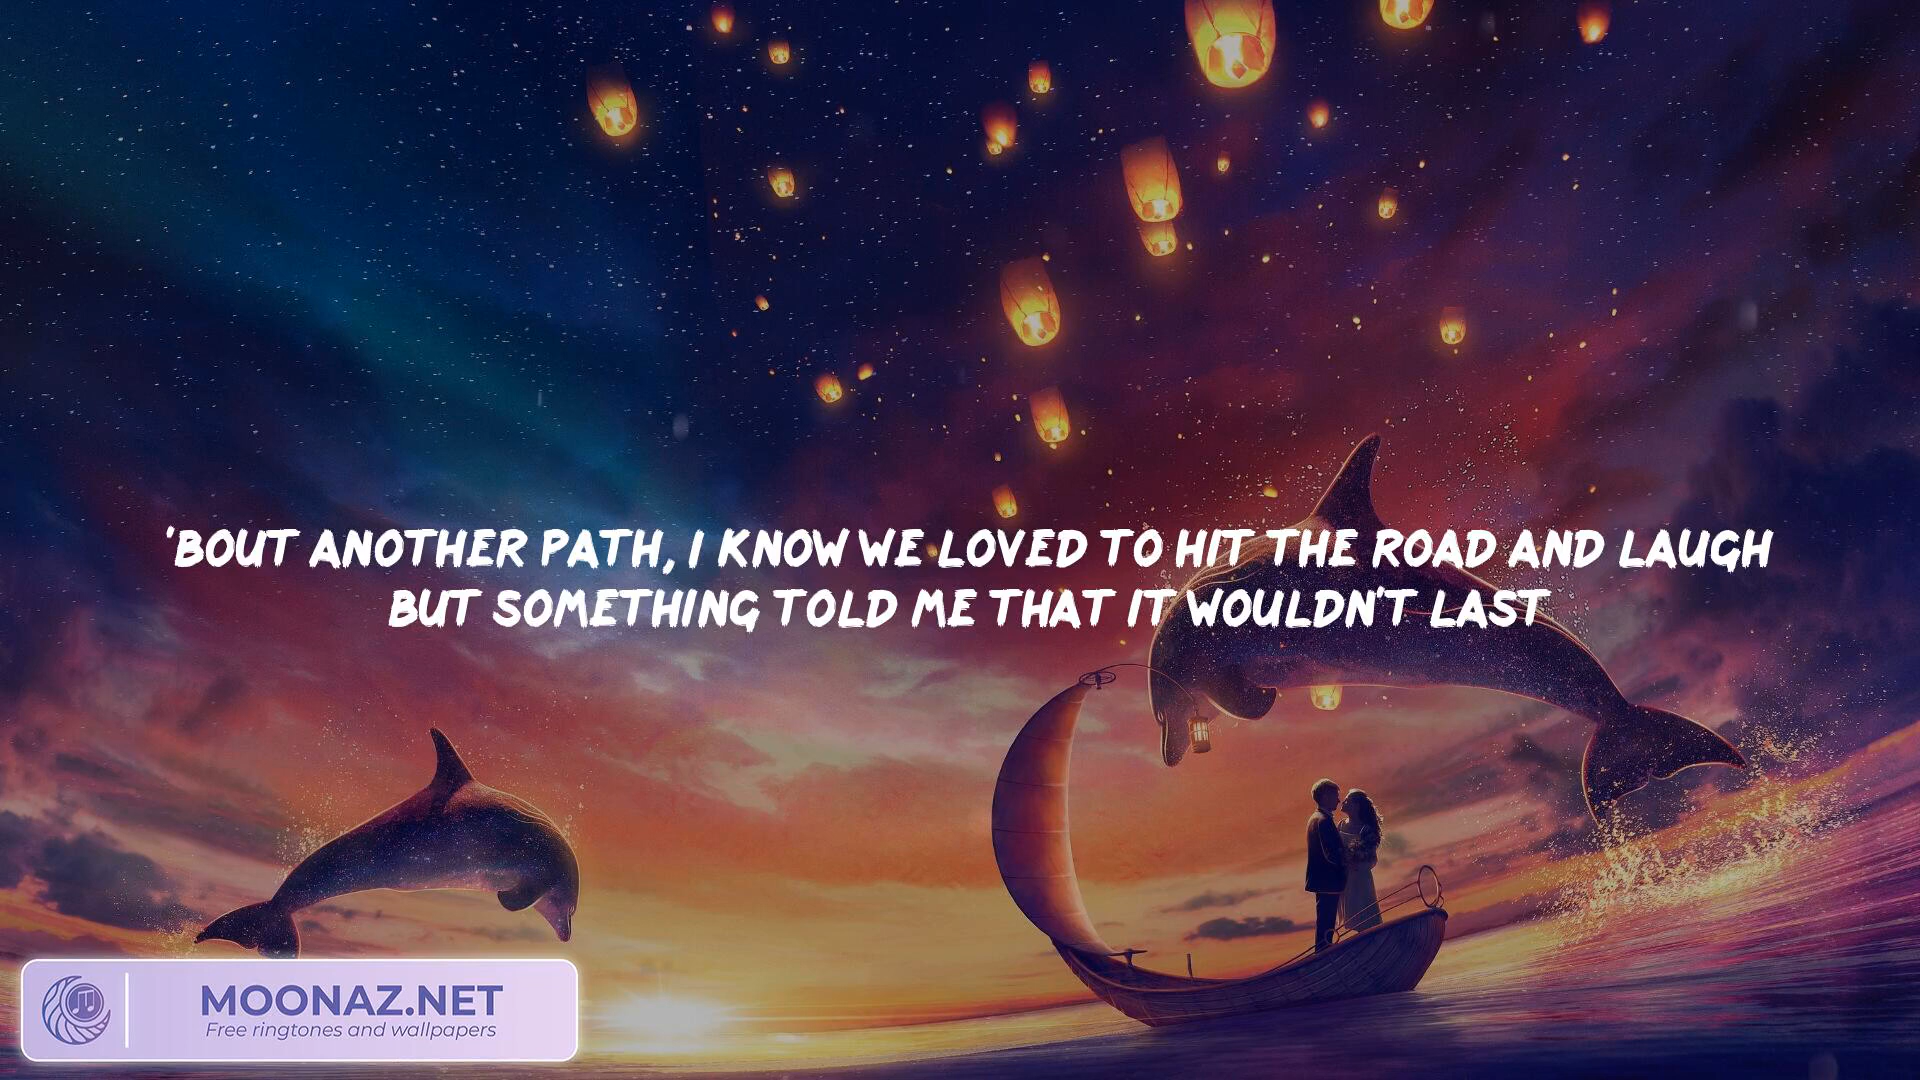 'BOUT ANOTHER PATH, I KNOW WE LOVED TO HIT THE ROAD AND LAUGH
BUT SOMETHING TOLD ME THAT IT WOULDN'T LAST
MOONAZ.NET
Free ringtones and wallpapers